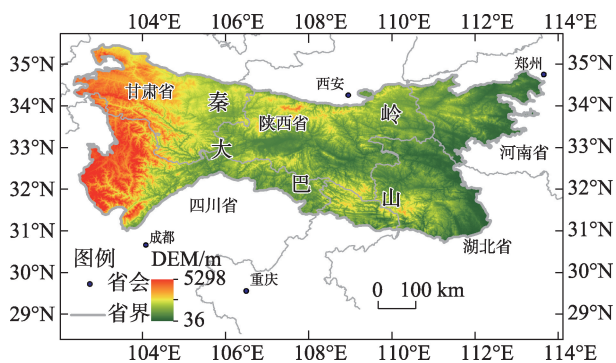 104°E 106°E 108°E 110°E 112°E 114°E
35°N 35°N
34°N 34°N
33°N 33°N
32°N 32°N
31°N 31°N
30°N 30°N
29°N 29°N
郑州
西安
甘肃省
秦
岭
陕西省
大
河南省
巴
山
四川省
湖北省
成都
重庆
图例
省会
省界
DEM/m
5298
36
0 100 km
104°E 106°E 108°E 110°E 112°E 114°E